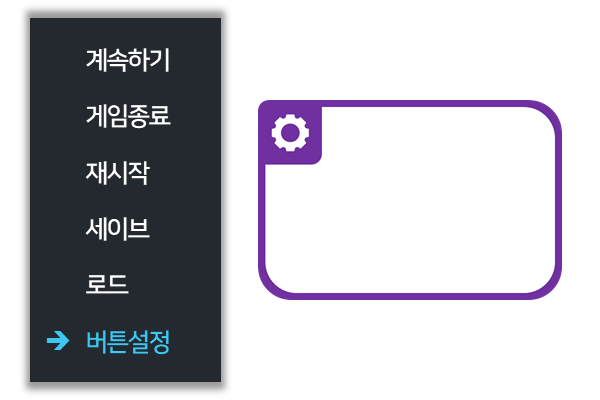 계속하기
게임종료
재시작
세이브
로드
버튼설정